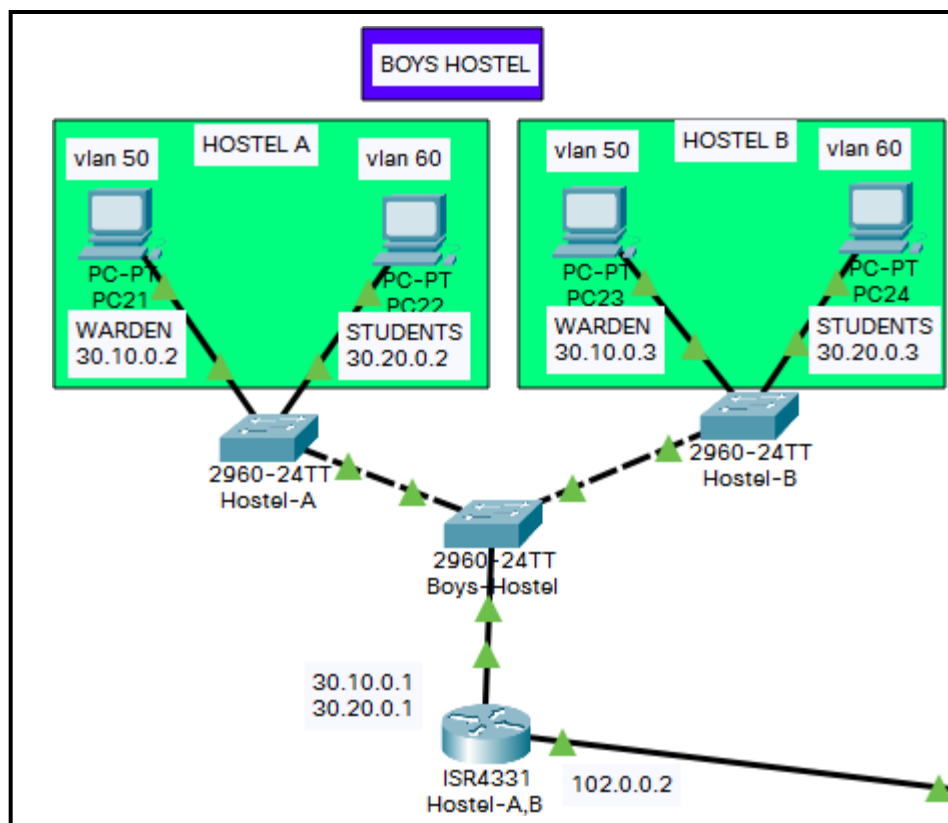 BOYS HOSTEL
HOSTEL A
vlan 50
vlan 60
PC-PT
PC21
PC-PT
PC22
WARDEN
30.10.0.2
STUDENTS
30.20.0.2
HOSTEL B
vlan 50
vlan 60
PC-PT
PC23
PC-PT
PC24
WARDEN
30.10.0.3
STUDENTS
30.20.0.3
2960-24TT
Hostel-A
2960-24TT
Hostel-B
2960-24TT
Boys-Hostel
30.10.0.1
30.20.0.1
ISR4331
Hostel-A,B
102.0.0.2